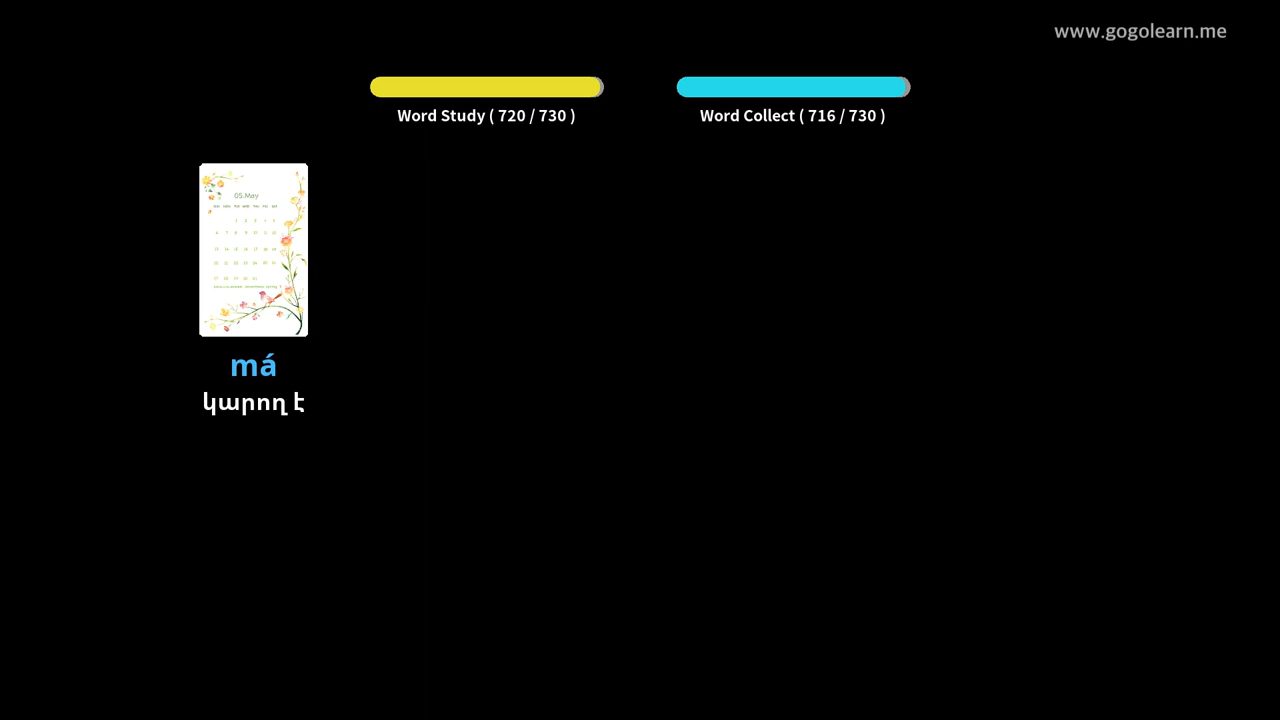 www.gogolearn.me
Word Study ( 720 / 730 )
Word Collect ( 716 / 730 )
05.May
má
կարող է